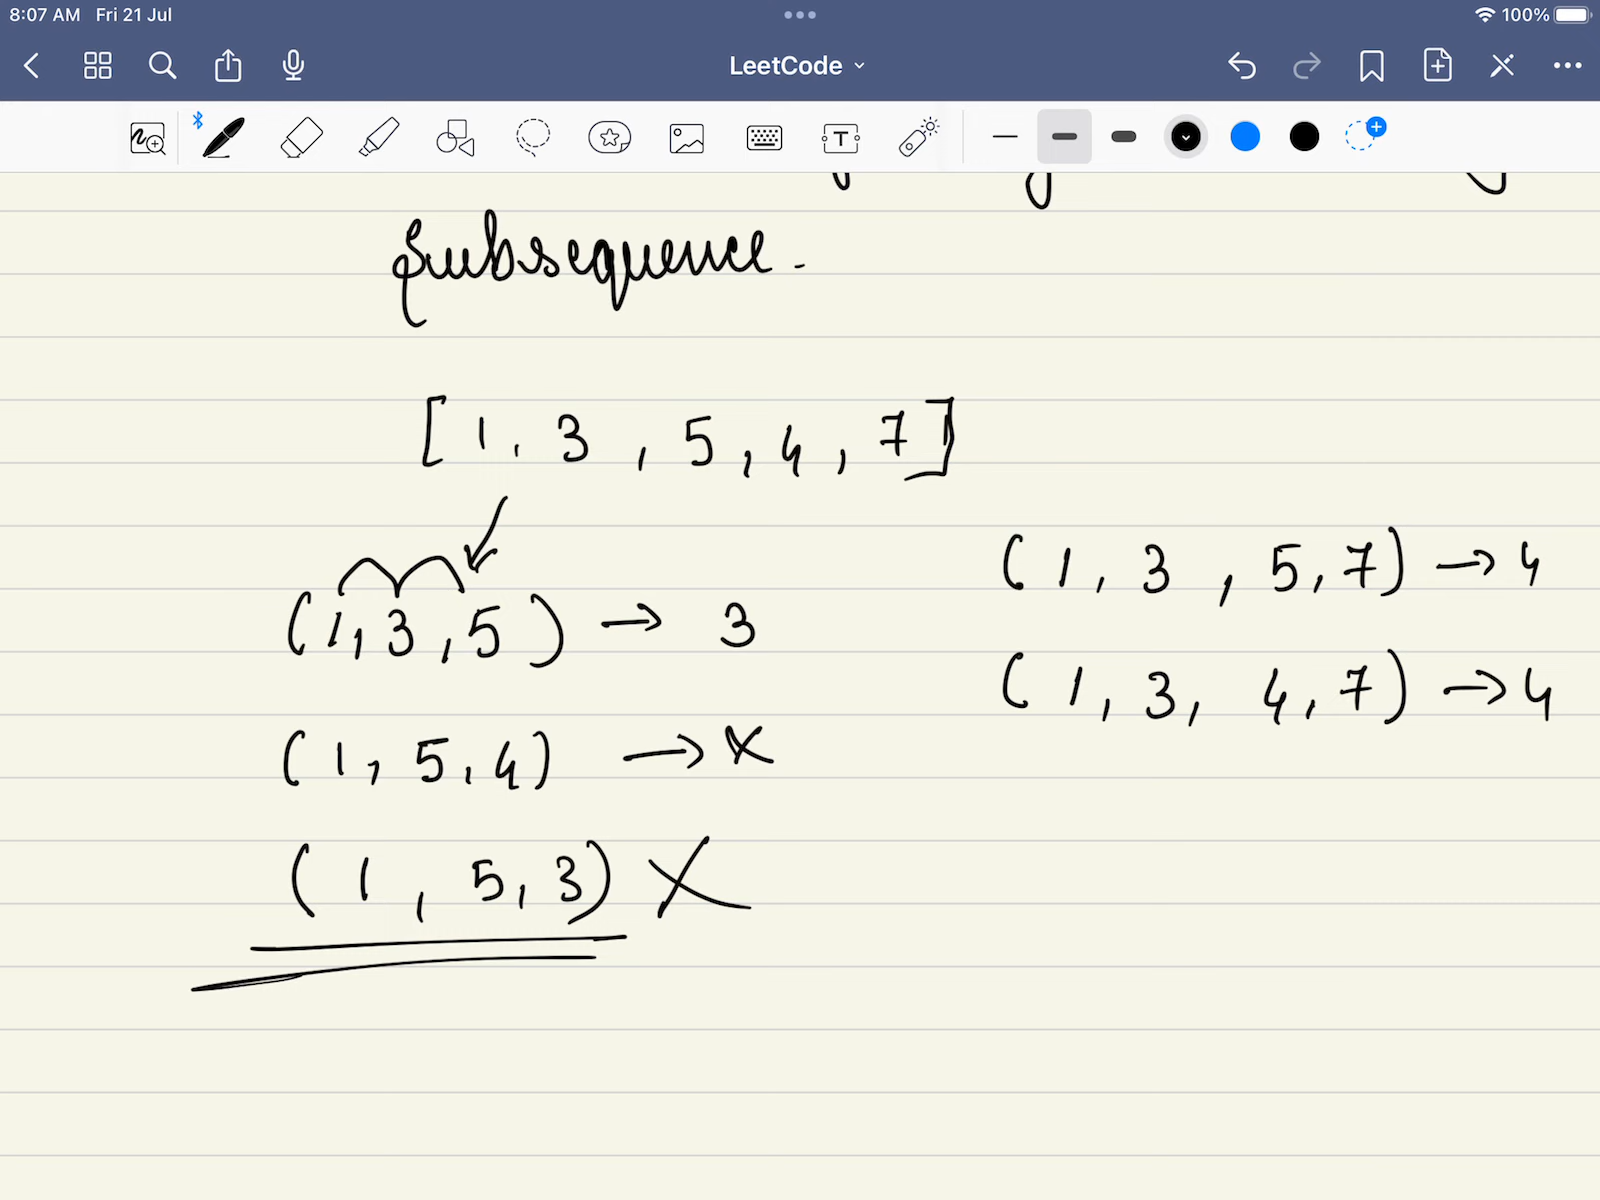 8:07 AM Fri 21 Jul
100%
LeetCode
T
subsequence.
[1, 3, 5, 4, 7]
(1, 3, 5) → 3
(1, 5, 4) → X
(1, 5, 3) X
(1, 3, 5, 7) → 4
(1, 3, 4, 7) → 4